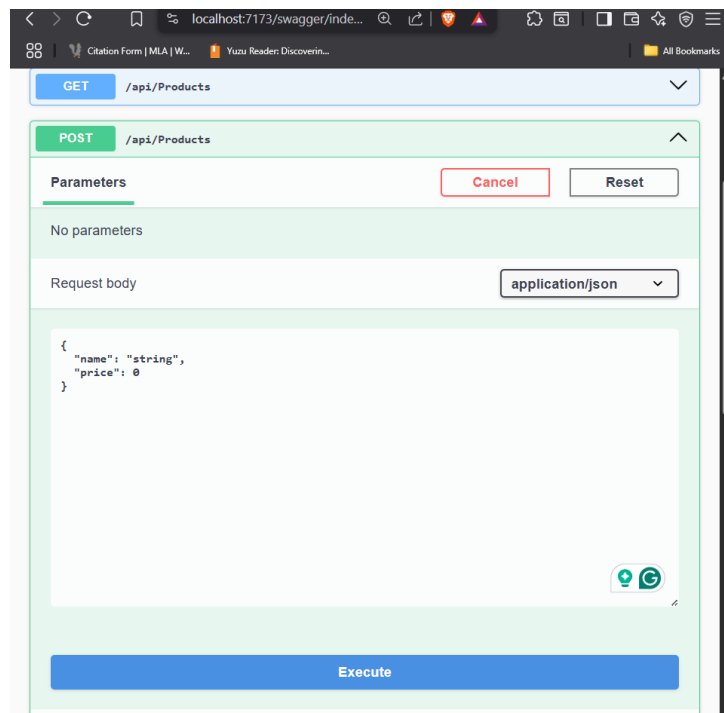 localhost:7173/swagger/inde...
Citation Form | MLA | W...
Yuzu Reader: Discoverin...
All Bookmarks
GET /api/Products
POST /api/Products
Parameters
Cancel
Reset
No parameters
Request body
application/json
{
"name": "string",
"price": 0
}
Execute